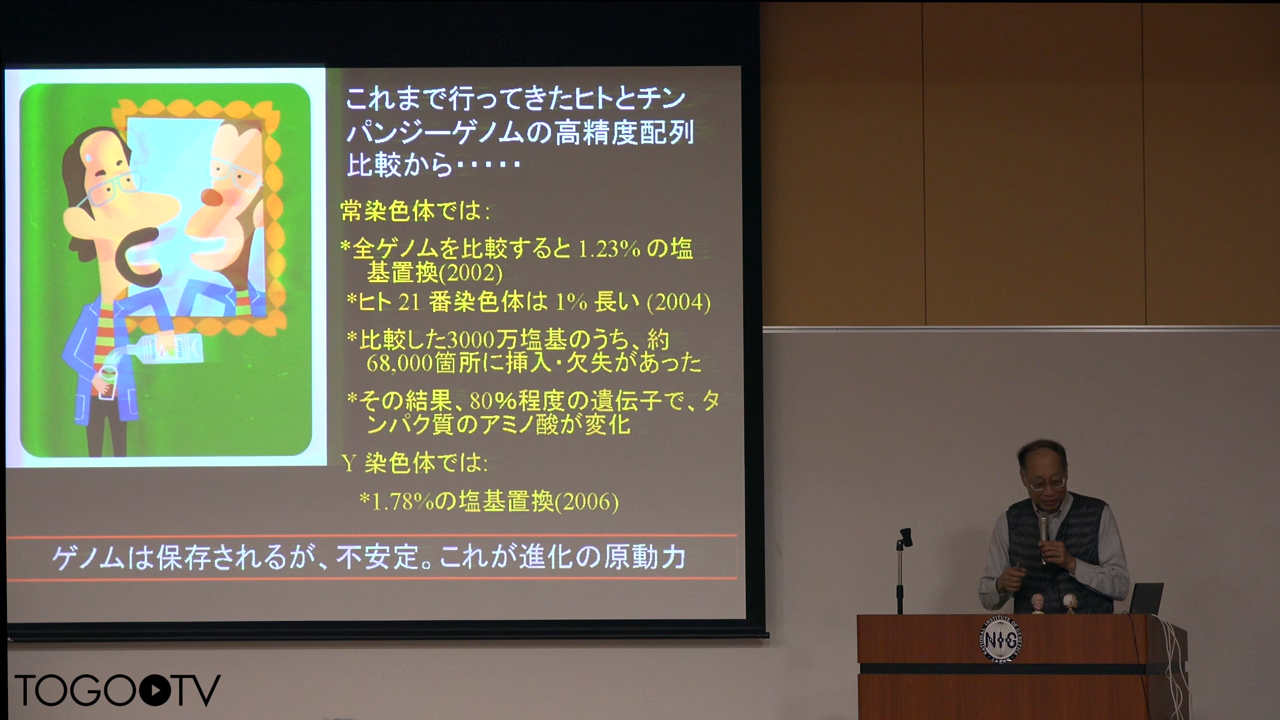 これまで行ってきたヒトとチン
パンジーゲノムの高精度配列
比較から・・・・・
常染色体では:
*全ゲノムを比較すると 1.23% の塩
基置換(2002)
*ヒト 21 番染色体は 1% 長い (2004)
*比較した3000万塩基のうち、約
68,000箇所に挿入・欠失があった
*その結果、80%程度の遺伝子で、タ
ンパク質のアミノ酸が変化
Y 染色体では:
*1.78%の塩基置換(2006)
ゲノムは保存されるが、不安定。これが進化の原動力
NIG
TOGO TV